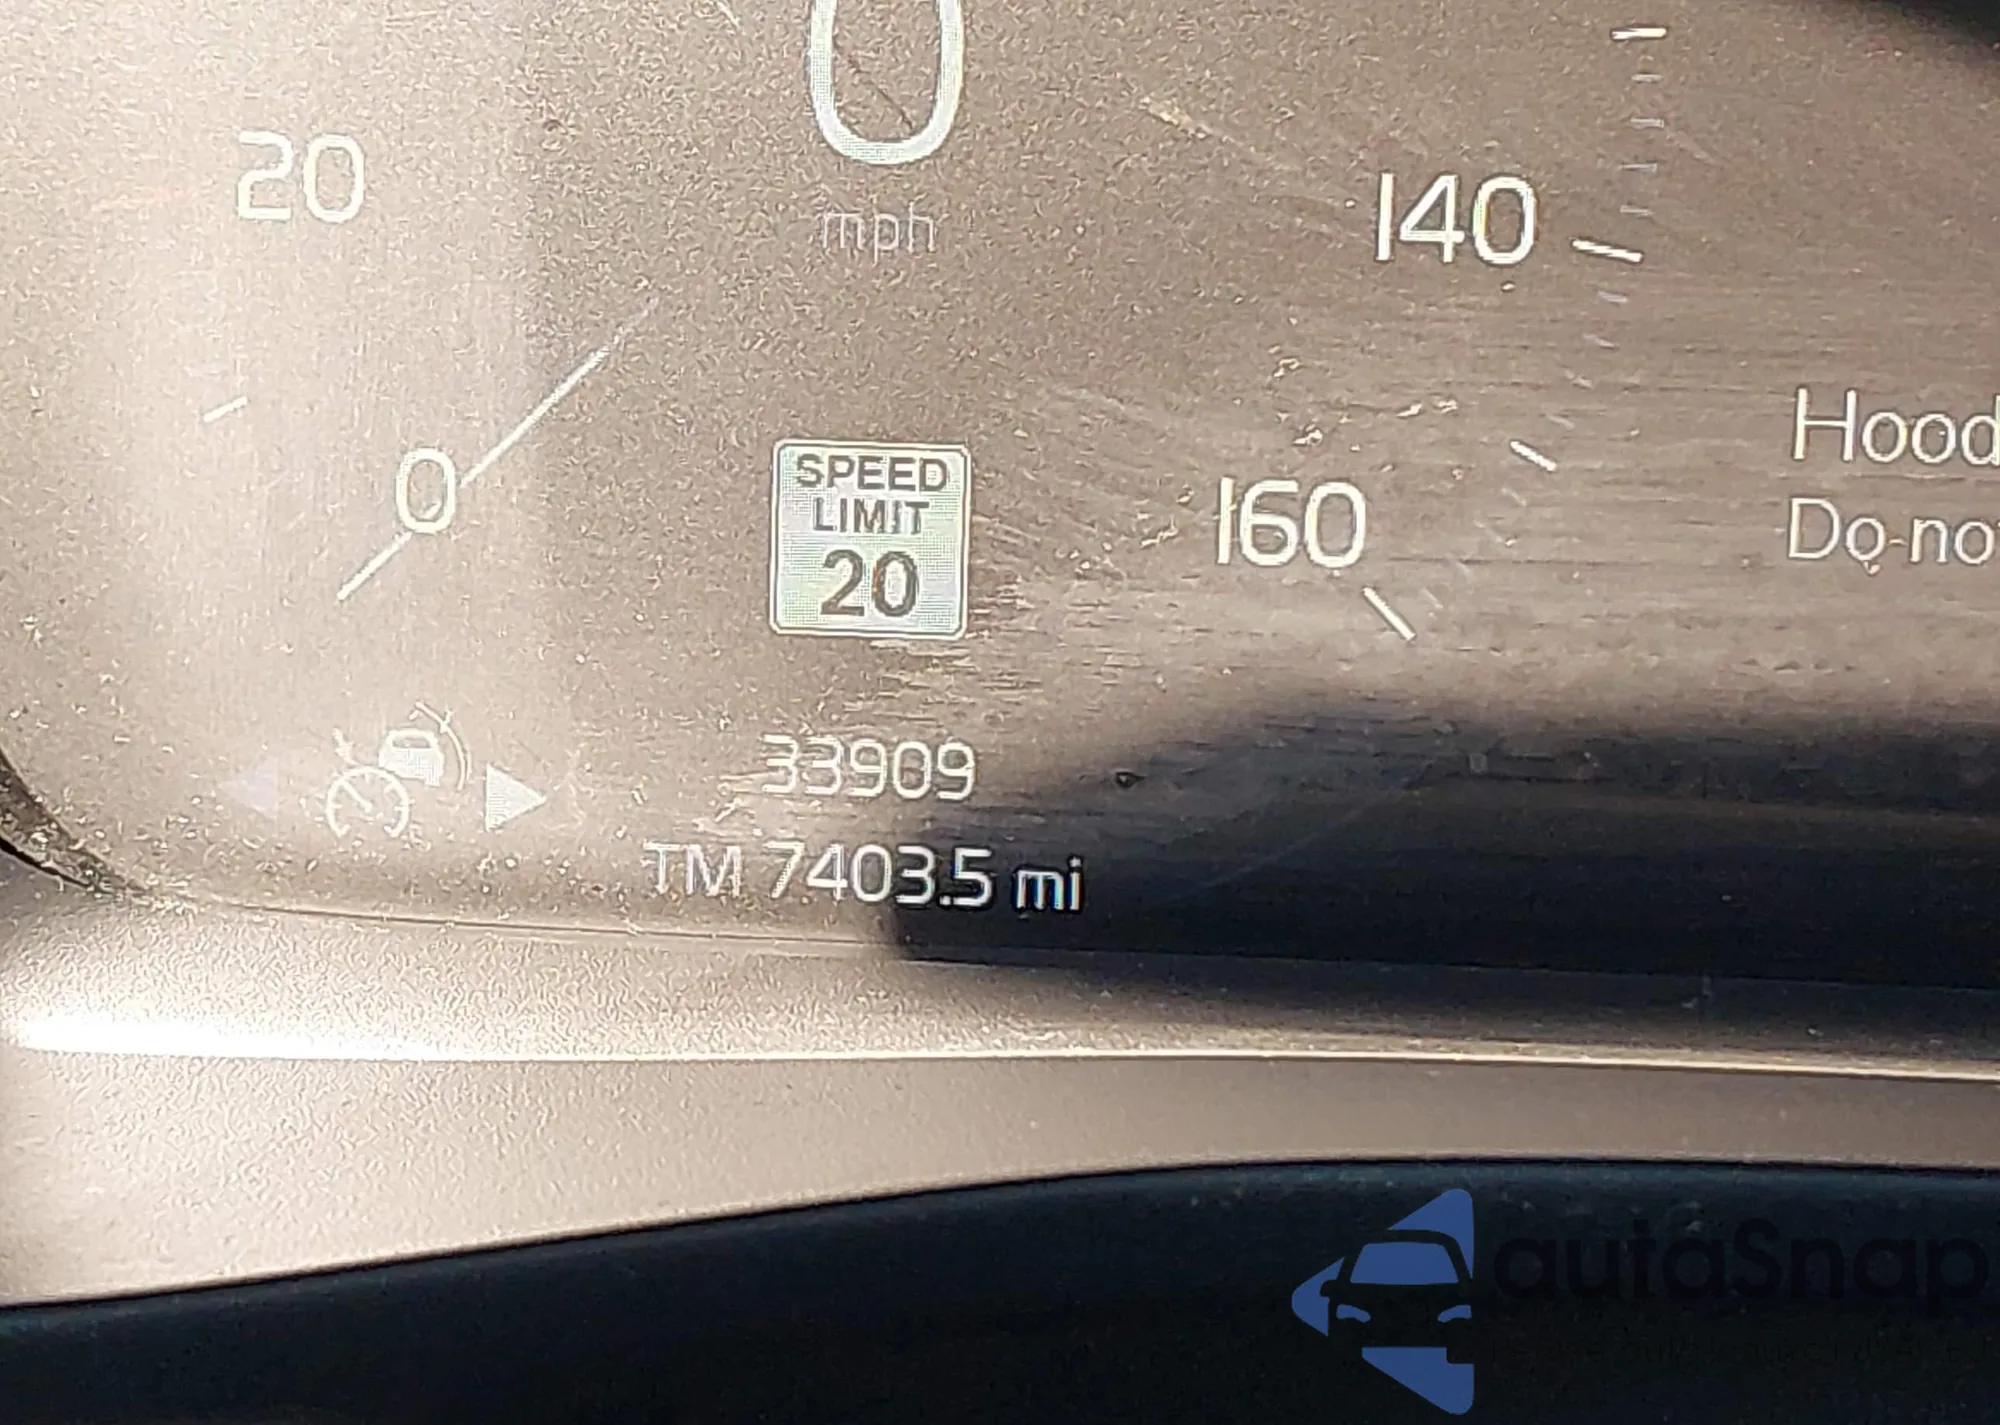 0
mph
20
140
0
160
SPEED
LIMIT
20
Hood
Do no
33909
TM 7403.5 mi
autoSnap